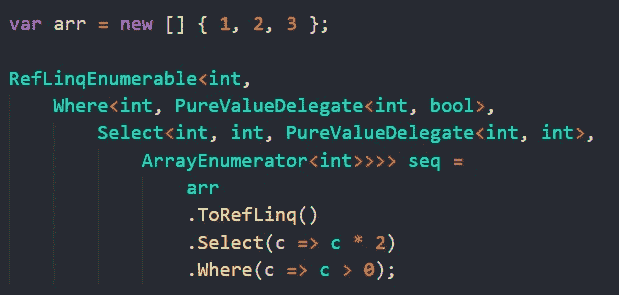 var arr = new [] { 1, 2, 3 };
RefLinqEnumerable<int,
Where<int, PureValueDelegate<int, bool>,
Select<int, int, PureValueDelegate<int, int>,
ArrayEnumerator<int>>>> seq =
arr
.ToRefLinq()
.Select(c => c * 2)
.Where(c => c > 0);